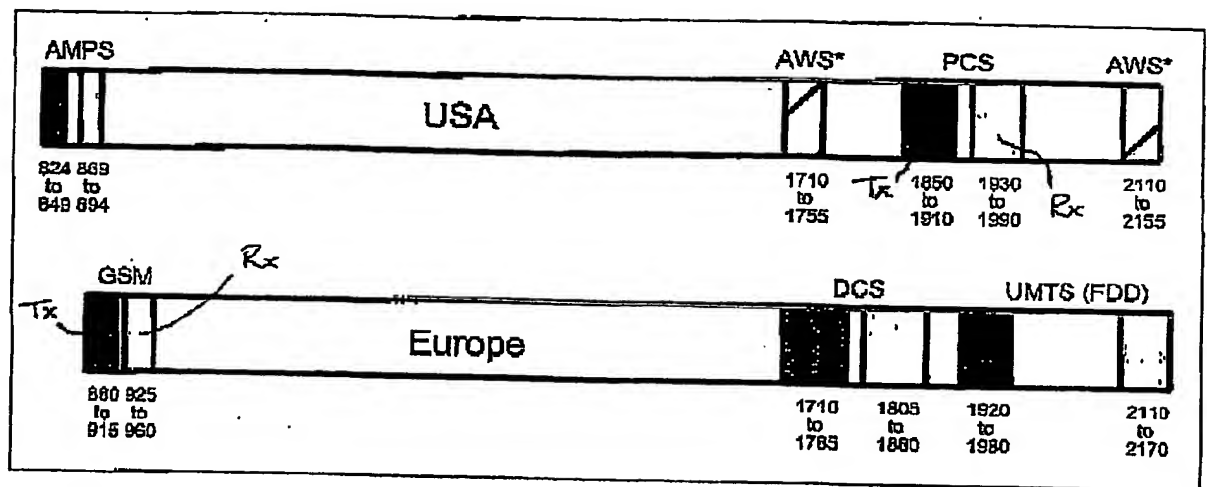 AMPS AWS* PCS AWS*
USA
824 869 1710 Tx 1850 1930 Rx 2110
to to to to to to
849 894 1755 1910 1990 2155
GSM Rx DCS UMTS (FDD)
Tx
Europe
880 925 1710 1805 1920 2110
to to to to to to
915 960 1785 1880 1980 2170